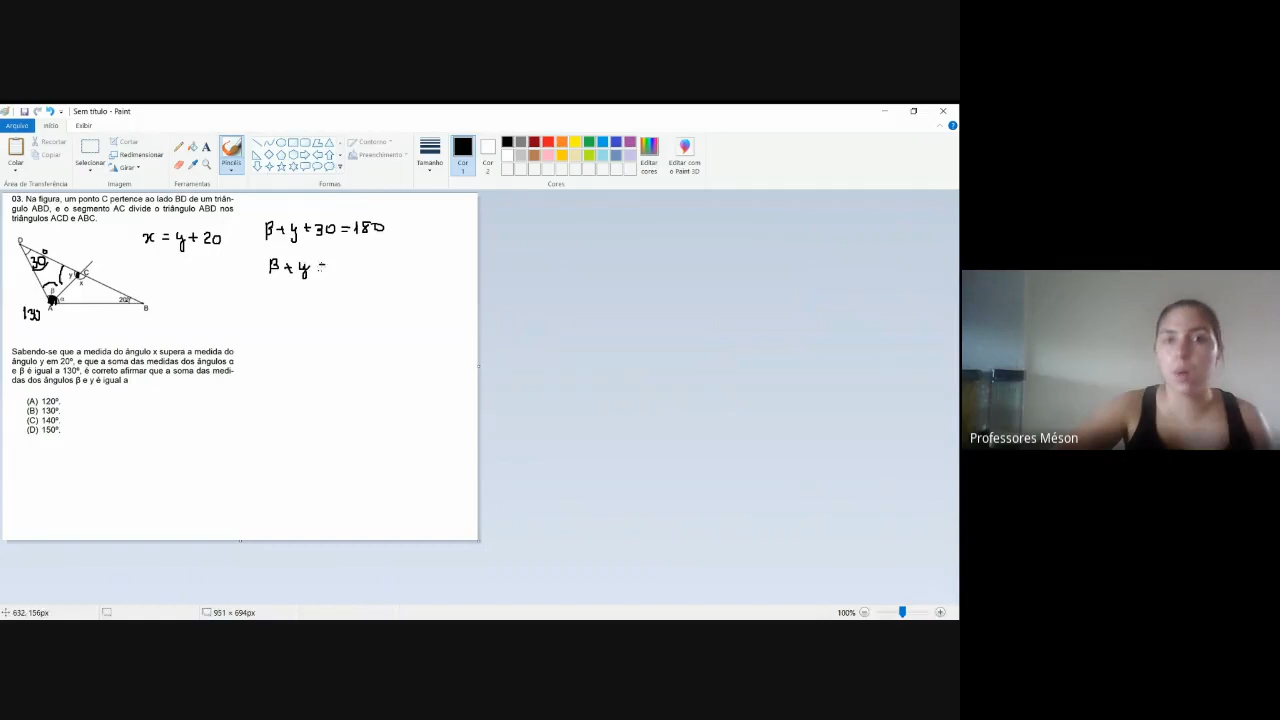 Sem título - Paint
Arquivo Início Exibir
Colar
Recortar
Copiar
Área de Transferência
Selecionar
Cortar
Redimensionar
Girar
Imagem
A
Ferramentas
Pincéis
Contorno
Preenchimento
Formas
Tamanho
Cor 1
Cor 2
Editar cores
Editar com o Paint 3D
Cores
03. Na figura, um ponto C pertence ao lado BD de um triân-
gulo ABD, e o segmento AC divide o triângulo ABD nos
triângulos ACD e ABC.
x = y + 20
β + y + 30 = 180
β + y =
D
30°
y
C
x
β
α
20º
A
B
130
Sabendo-se que a medida do ângulo x supera a medida do
ângulo y em 20º, e que a soma das medidas dos ângulos α
e β é igual a 130º, é correto afirmar que a soma das medi-
das dos ângulos β e y é igual a
(A) 120º.
(B) 130º.
(C) 140º.
(D) 150º.
632, 156px
951 × 694px
100%
Professores Méson